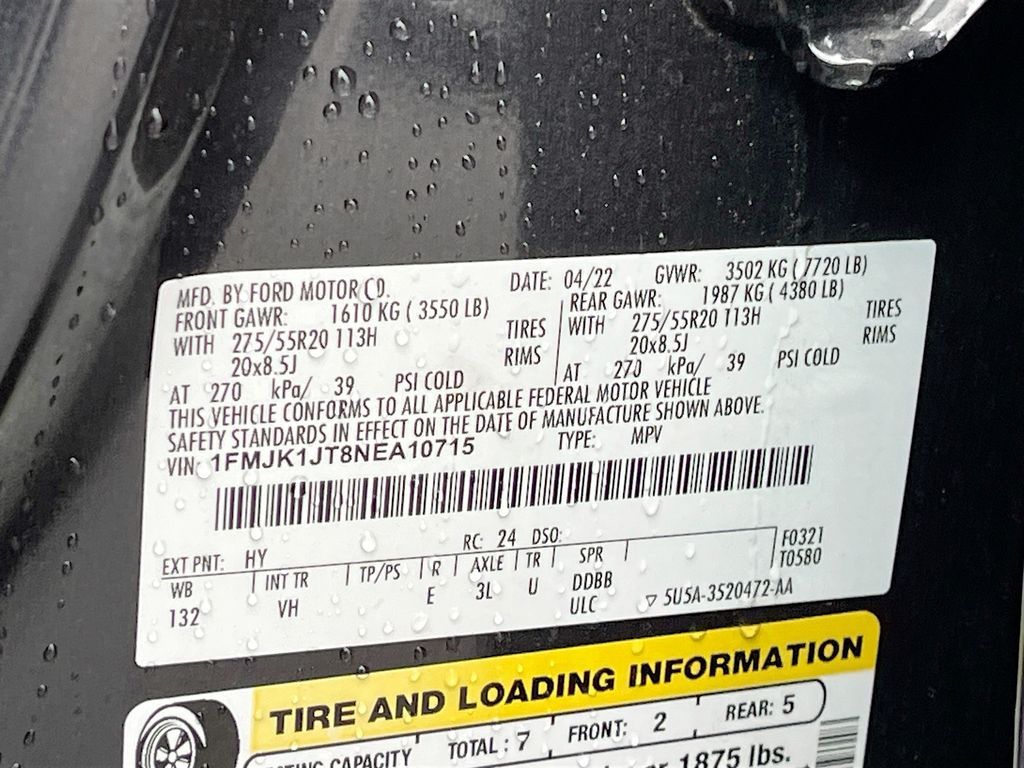 MFD. BY FORD MOTOR CO.
DATE: 04/22 GVWR: 3502 KG ( 7720 LB)
FRONT GAWR: 1610 KG ( 3550 LB) REAR GAWR: 1987 KG ( 4380 LB)
WITH 275/55R20 113H TIRES WITH 275/55R20 113H TIRES
20x8.5J RIMS 20x8.5J RIMS
AT 270 kPa/ 39 PSI COLD AT 270 kPa/ 39 PSI COLD
THIS VEHICLE CONFORMS TO ALL APPLICABLE FEDERAL MOTOR VEHICLE
SAFETY STANDARDS IN EFFECT ON THE DATE OF MANUFACTURE SHOWN ABOVE.
VIN: 1FMJK1JT8NEA10715 TYPE: MPV
EXT PNT: HY RC: 24 DSO: F0321
WB INT TR TP/PS R AXLE TR SPR T0580
132 VH E 3L U DDBB
ULC ▽ 5U5A-3520472-AA
TIRE AND LOADING INFORMATION
CAPACITY TOTAL : 7 FRONT: 2 REAR: 5
1875 lbs.